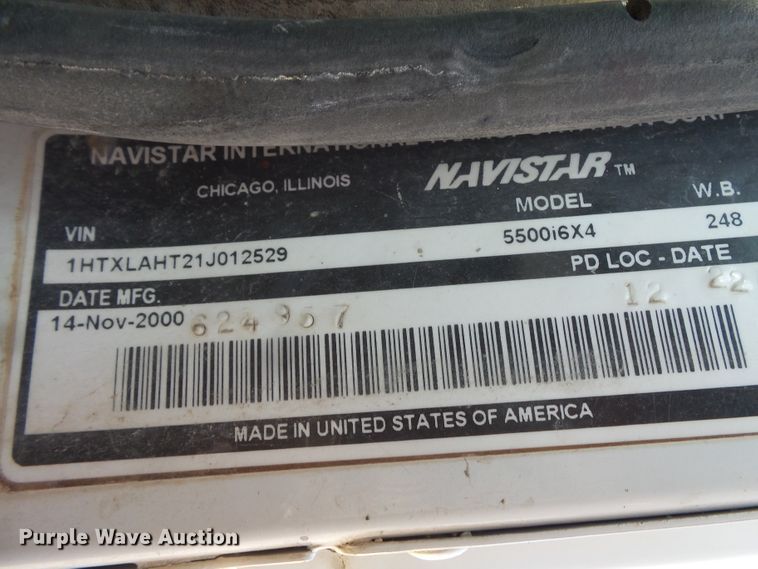 NAVISTAR INTERNATIONAL
CHICAGO, ILLINOIS
NAVISTAR TM
MODEL
W.B.
VIN
1HTXLAHT21J012529
5500i6X4
248
PD LOC - DATE
DATE MFG.
14-Nov-2000
624967
12 22
MADE IN UNITED STATES OF AMERICA
Purple Wave Auction